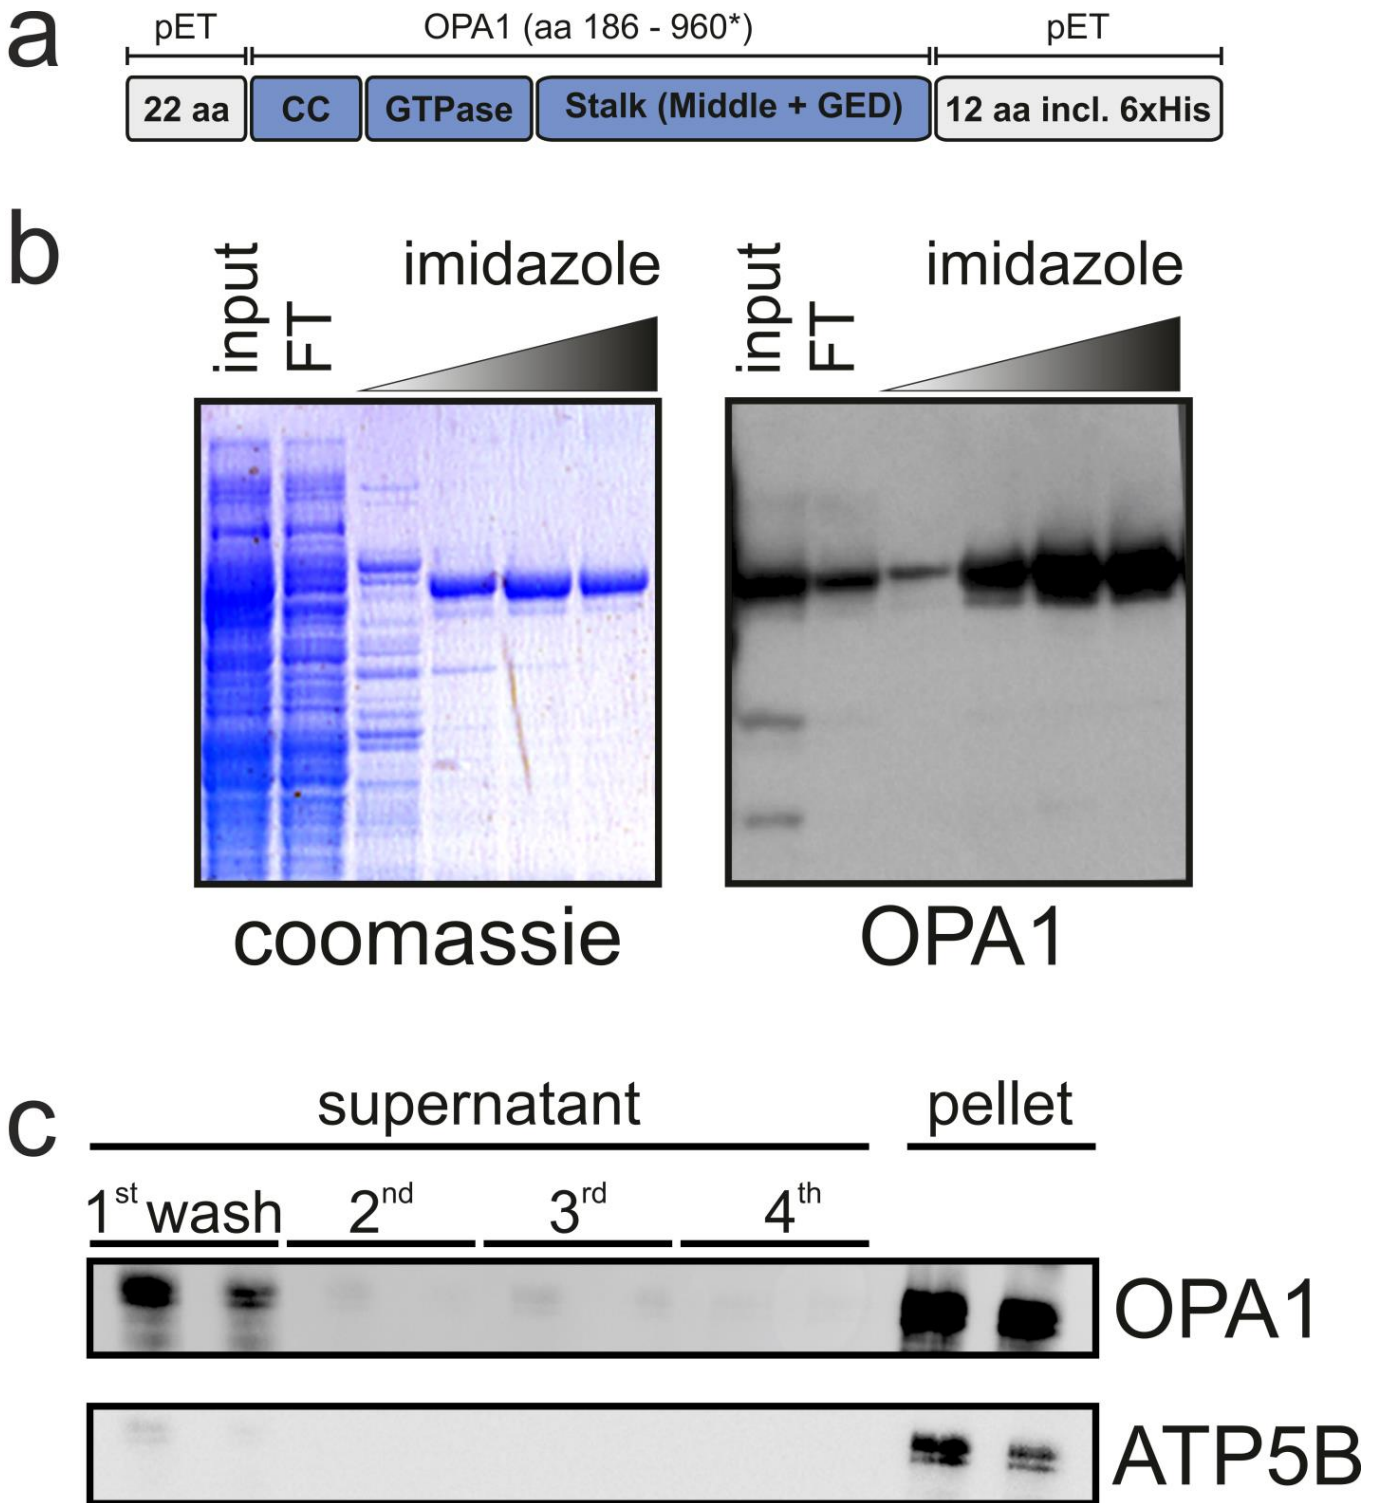 a
pET OPA1 (aa 186 - 960*) pET
22 aa CC GTPase Stalk (Middle + GED) 12 aa incl. 6xHis
b
input FT imidazole input FT imidazole
coomassie OPA1
c
supernatant pellet
1st wash 2nd 3rd 4th
OPA1
ATP5B